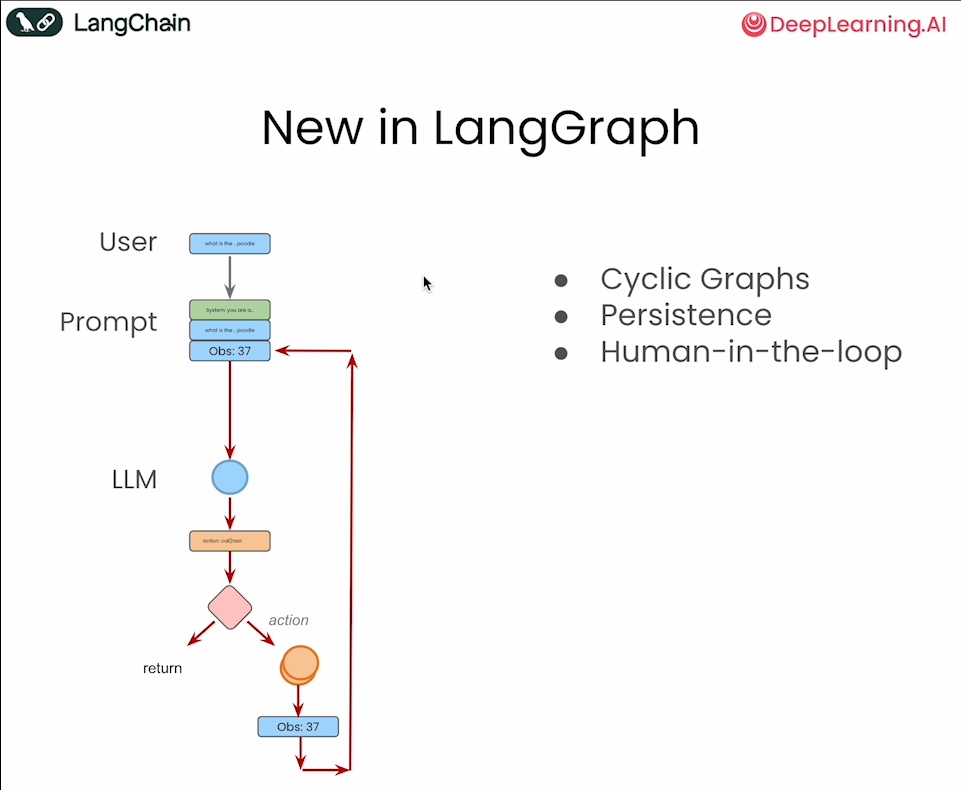 LangChain
DeepLearning.AI
New in LangGraph
User
what is the .. poodle
Prompt
System: you are a..
what is the .. poodle
Obs: 37
LLM
action: call)tool
action
return
Obs: 37
● Cyclic Graphs
● Persistence
● Human-in-the-loop